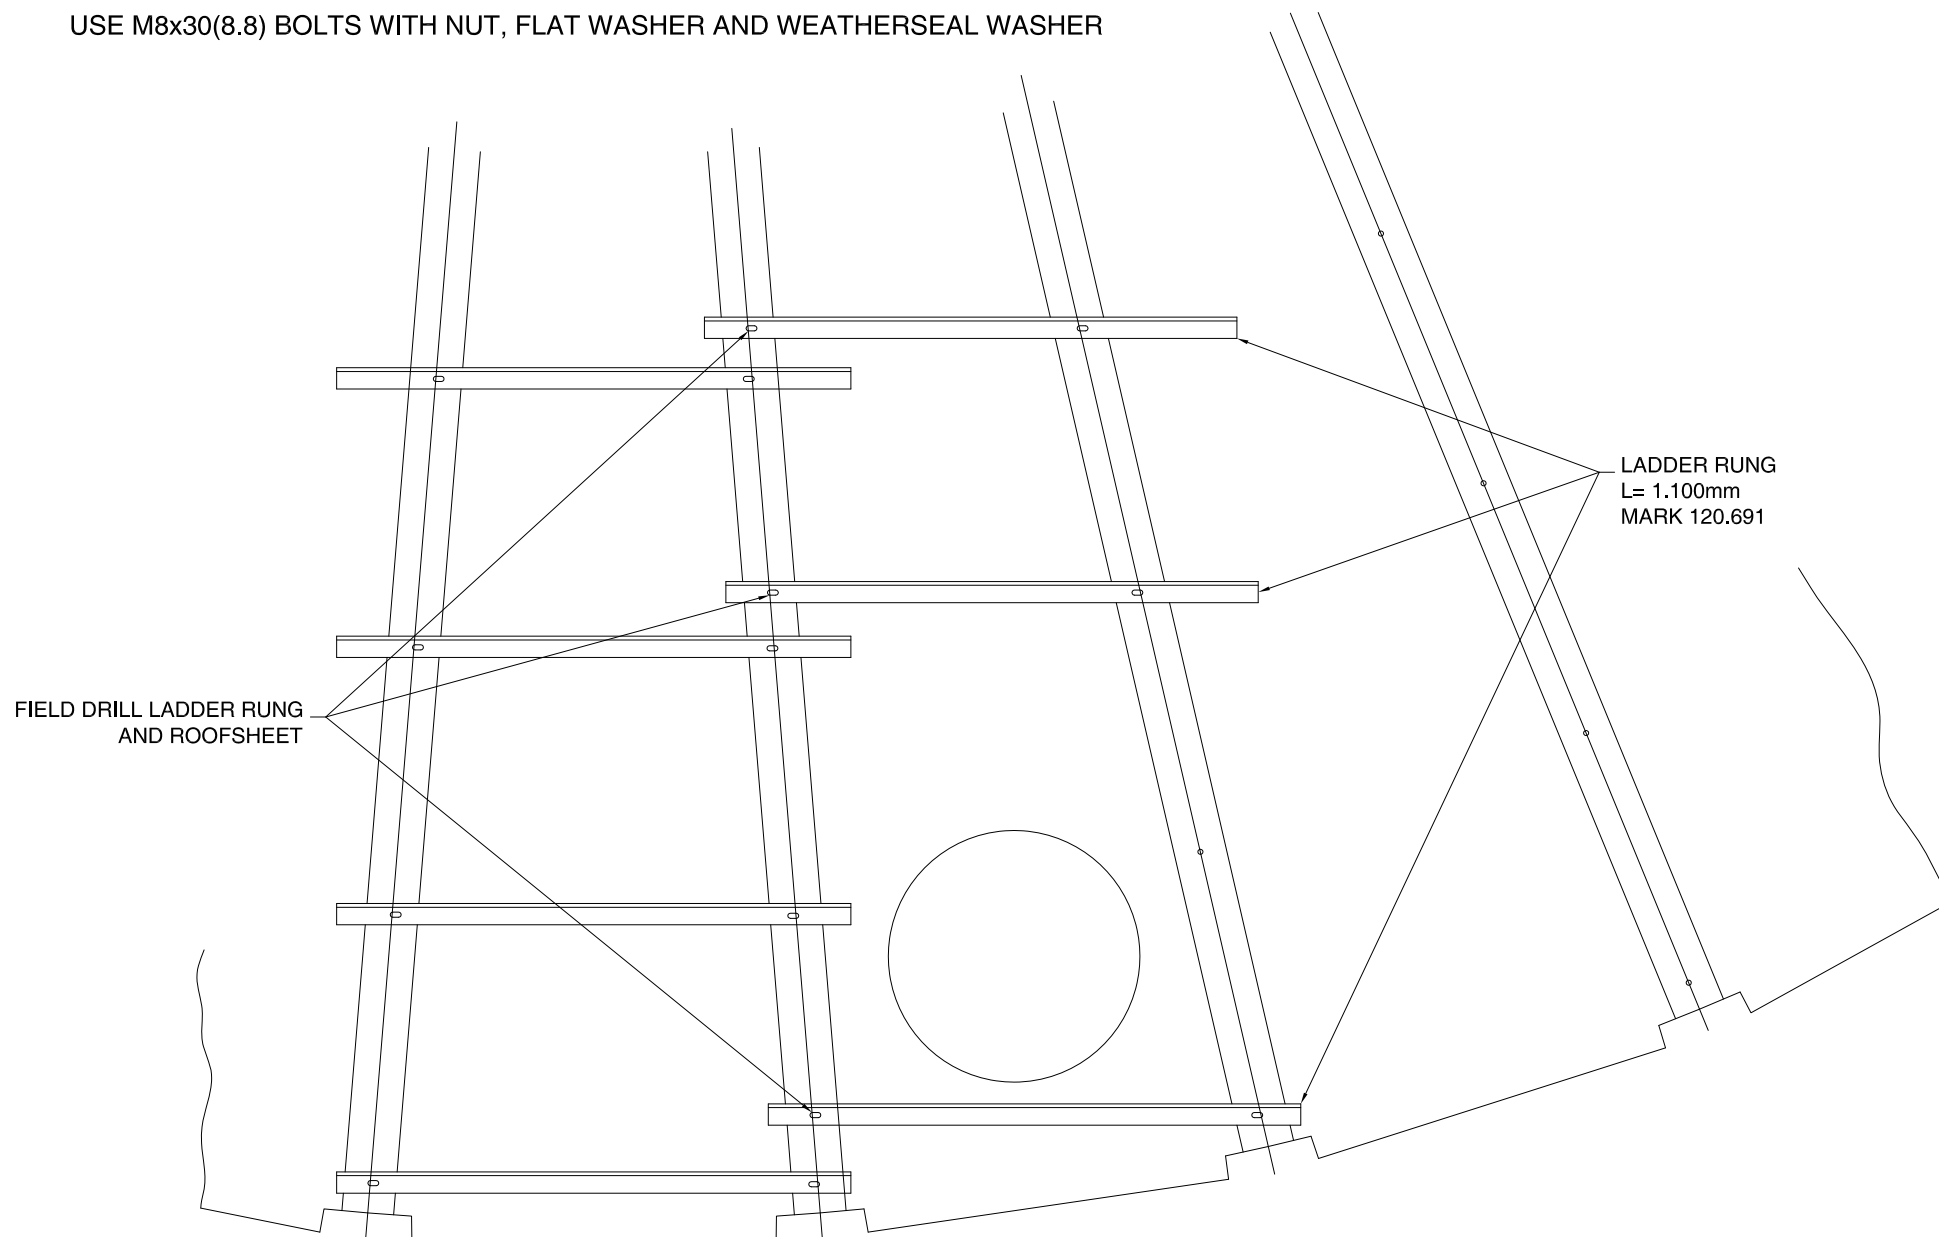 USE M8x30(8.8) BOLTS WITH NUT, FLAT WASHER AND WEATHERSEAL WASHER
LADDER RUNG
L= 1.100mm
MARK 120.691
FIELD DRILL LADDER RUNG
AND ROOFSHEET